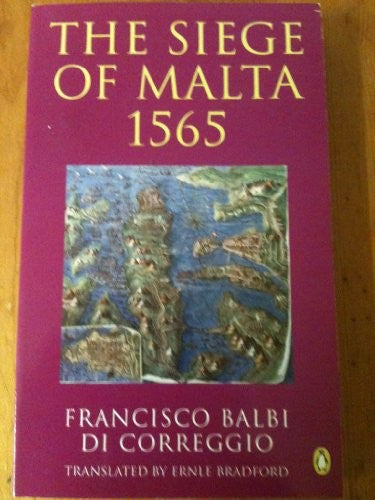 THE SIEGE
OF MALTA
1565
FRANCISCO BALBI
DI CORREGGIO
TRANSLATED BY ERNLE BRADFORD